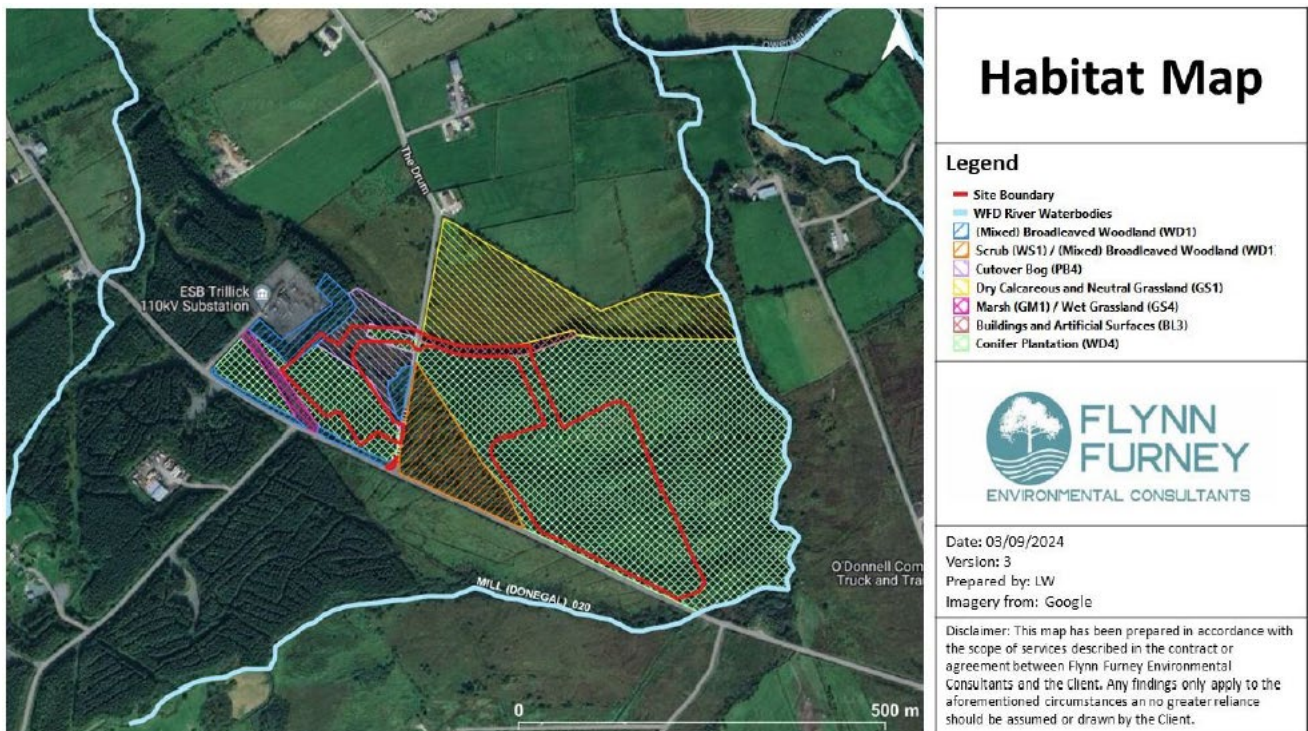 Habitat Map
Legend
Site Boundary
WFD River Waterbodies
(Mixed) Broadleaved Woodland (WD1)
Scrub (WS1) / (Mixed) Broadleaved Woodland (WD1
Cutover Bog (PB4)
Dry Calcareous and Neutral Grassland (GS1)
Marsh (GM1) / Wet Grassland (GS4)
Buildings and Artificial Surfaces (BL3)
Conifer Plantation (WD4)
FLYNN
FURNEY
ENVIRONMENTAL CONSULTANTS
Date: 03/09/2024
Version: 3
Prepared by: LW
Imagery from: Google
Disclaimer: This map has been prepared in accordance with
the scope of services described in the contract or
agreement between Flynn Furney Environmental
Consultants and the Client. Any findings only apply to the
aforementioned circumstances an no greater reliance
should be assumed or drawn by the Client.
The Drum
ESB Trillick
110kV Substation
O'Donnell Com
Truck and Tra
MILL (DONEGAL)_020
0
500 m